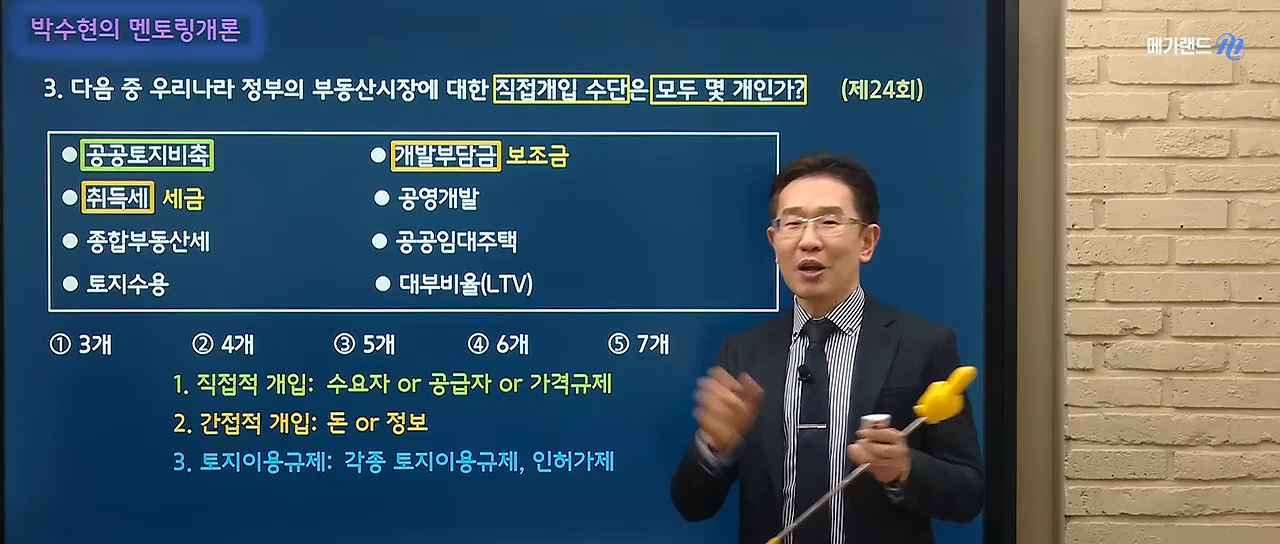 박수현의 멘토링개론
메가랜드
3. 다음 중 우리나라 정부의 부동산시장에 대한 직접개입 수단은 모두 몇 개인가? (제24회)
● 공공토지비축 ● 개발부담금 보조금
● 취득세 세금 ● 공영개발
● 종합부동산세 ● 공공임대주택
● 토지수용 ● 대부비율(LTV)
① 3개 ② 4개 ③ 5개 ④ 6개 ⑤ 7개
1. 직접적 개입: 수요자 or 공급자 or 가격규제
2. 간접적 개입: 돈 or 정보
3. 토지이용규제: 각종 토지이용규제, 인허가제